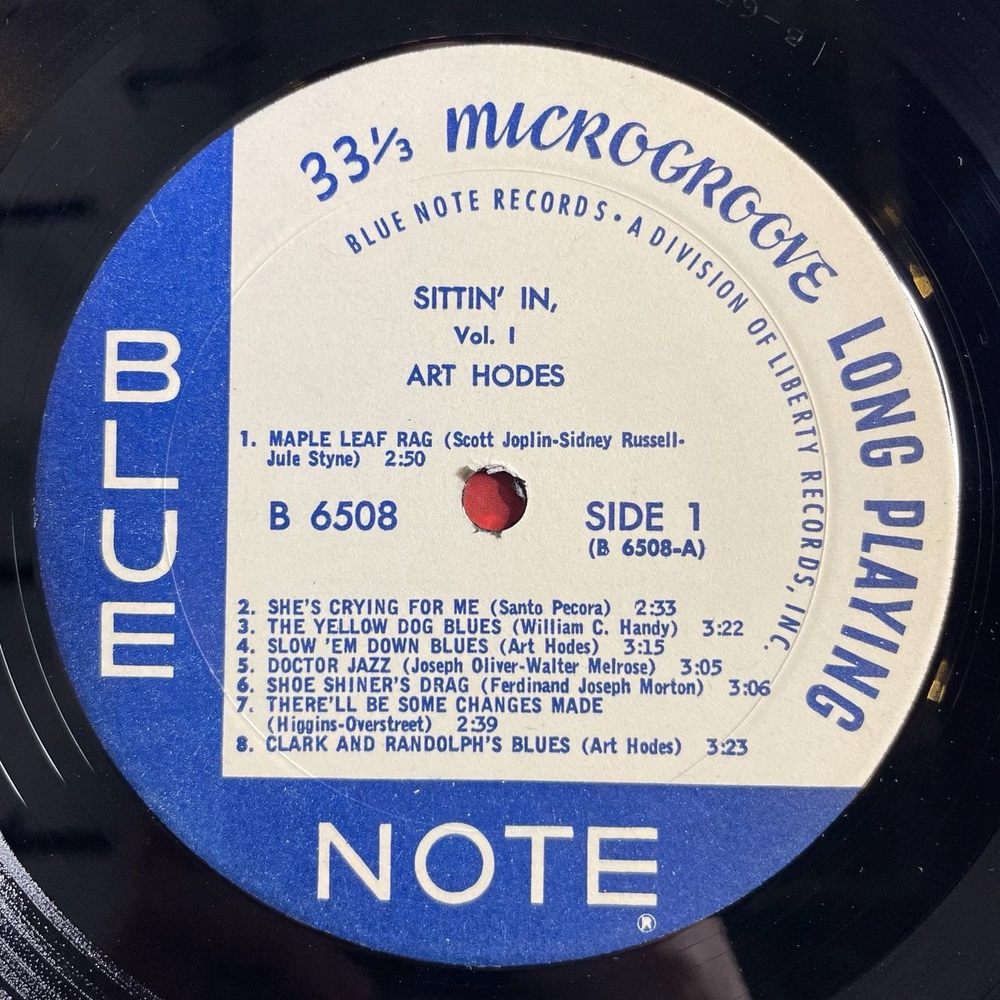 33⅓ MICROGROOVE LONG PLAYING
BLUE NOTE RECORDS • A DIVISION OF LIBERTY RECORDS, INC.
SITTIN' IN,
Vol. I
ART HODES
1. MAPLE LEAF RAG (Scott Joplin-Sidney Russell-
Jule Styne) 2:50
B 6508
SIDE 1
(B 6508-A)
2. SHE'S CRYING FOR ME (Santo Pecora) 2:33
3. THE YELLOW DOG BLUES (William C. Handy) 3:22
4. SLOW 'EM DOWN BLUES (Art Hodes) 3:15
5. DOCTOR JAZZ (Joseph Oliver-Walter Melrose) 3:05
6. SHOE SHINER'S DRAG (Ferdinand Joseph Morton) 3:06
7. THERE'LL BE SOME CHANGES MADE
(Higgins-Overstreet) 2:39
8. CLARK AND RANDOLPH'S BLUES (Art Hodes) 3:23
BLUE
NOTE
®